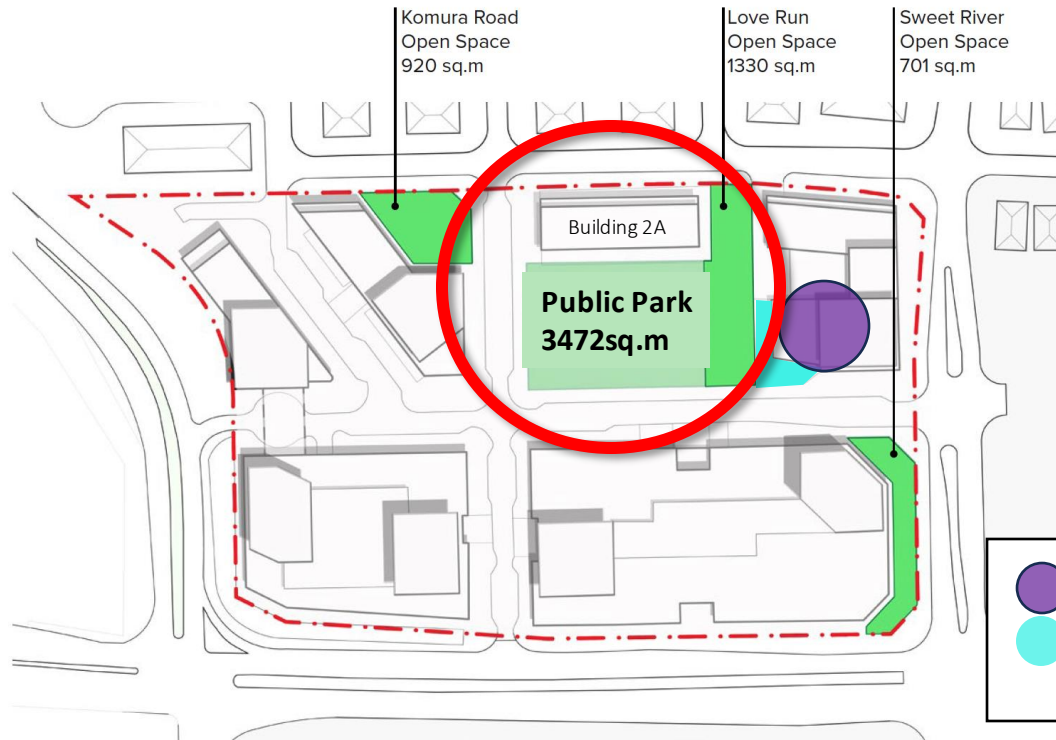 Komura Road
Open Space
920 sq.m
Love Run
Open Space
1330 sq.m
Sweet River
Open Space
701 sq.m
Building 2A
Public Park
3472sq.m